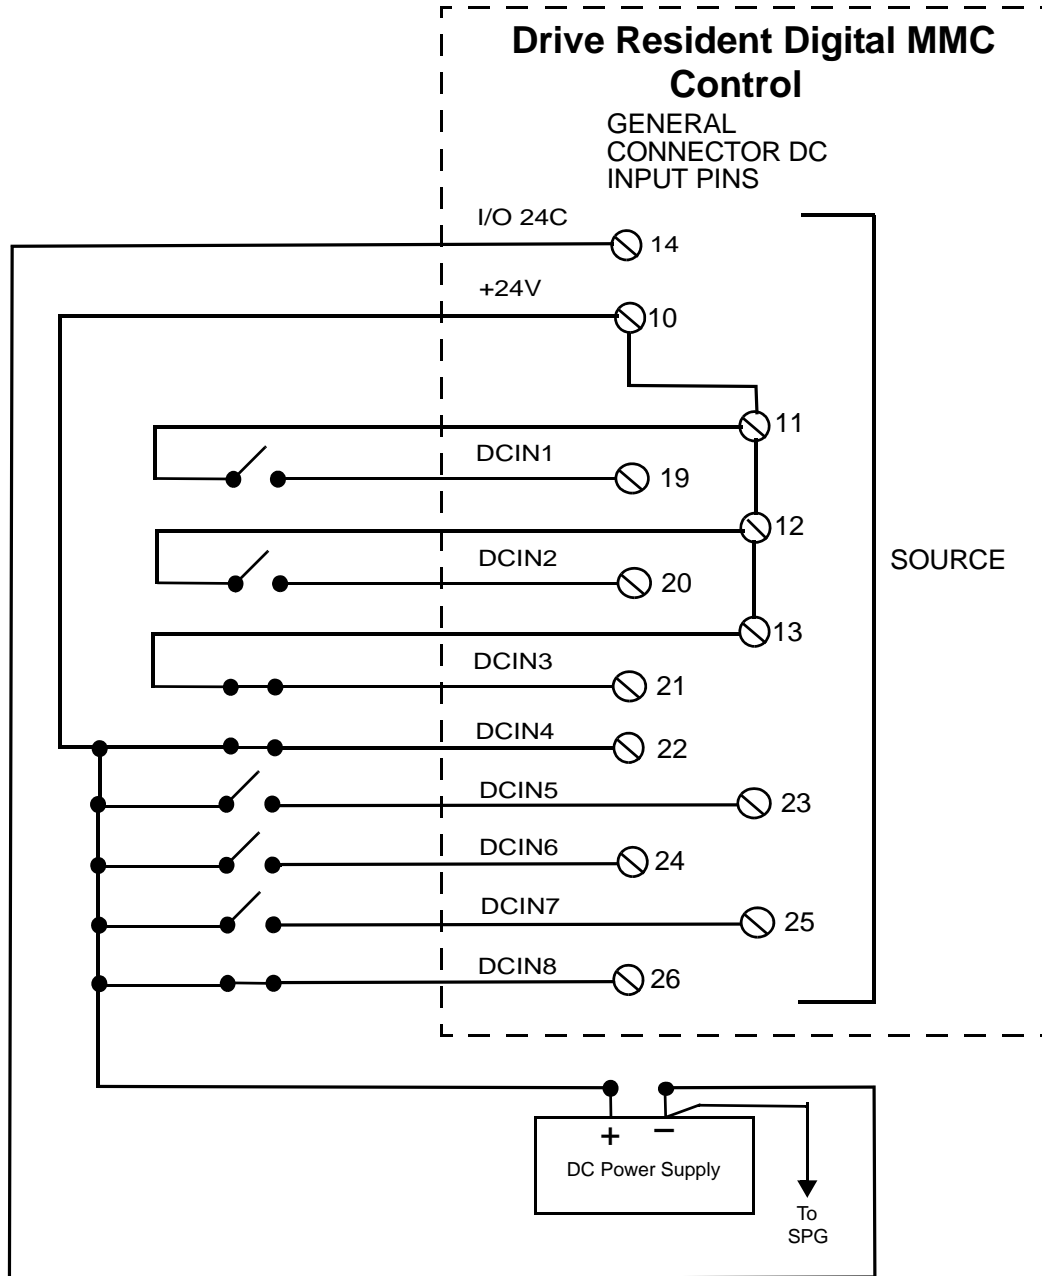 Drive Resident Digital MMC
Control
GENERAL
CONNECTOR DC
INPUT PINS
I/O 24C
14
+24V
10
11
DCIN1
19
12
DCIN2
20
SOURCE
13
DCIN3
21
DCIN4
22
DCIN5
23
DCIN6
24
DCIN7
25
DCIN8
26
+ −
DC Power Supply
To
SPG